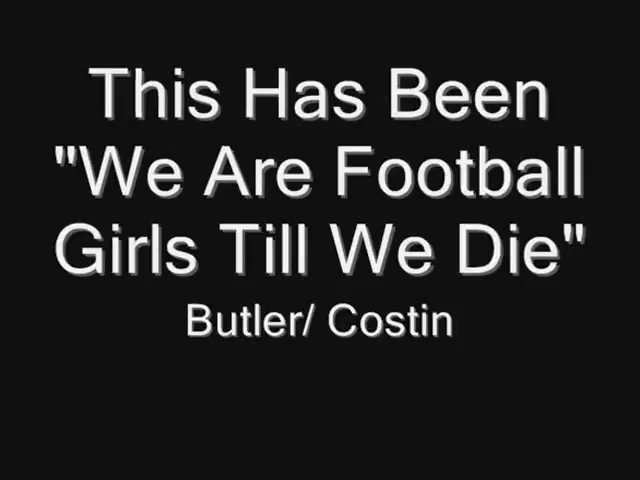 This Has Been
"We Are Football
Girls Till We Die"
Butler/ Costin